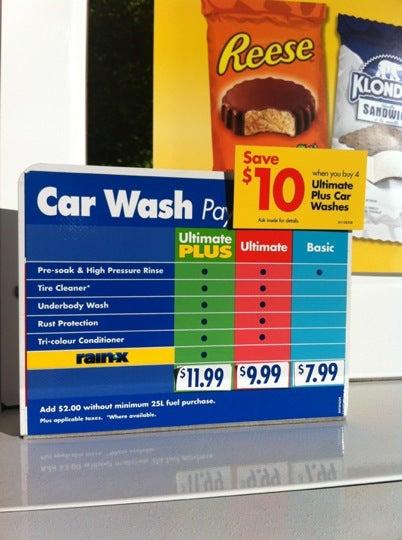 Reese
KLOND
SANDWI
Save
$10
when you buy 4
Ultimate
Plus Car
Washes
Ask inside for details.
Car Wash Pay
Ultimate PLUS Ultimate Basic
Pre-soak & High Pressure Rinse
Tire Cleaner*
Underbody Wash
Rust Protection
Tri-colour Conditioner
rain-x
$11.99 $9.99 $7.99
Add $2.00 without minimum 25L fuel purchase.
Plus applicable taxes. *Where available.